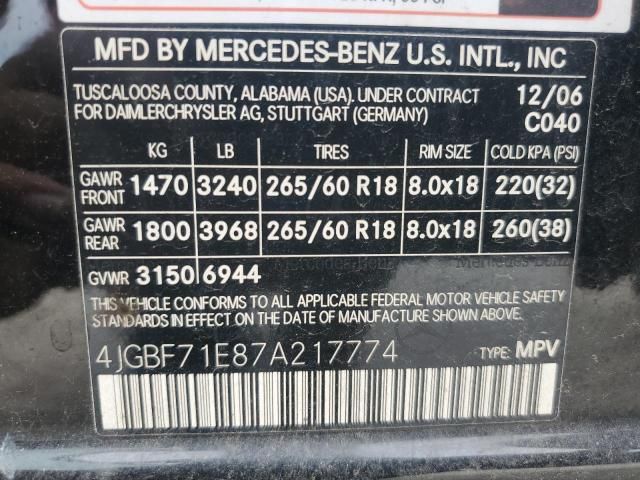 MFD BY MERCEDES-BENZ U.S. INTL., INC
TUSCALOOSA COUNTY, ALABAMA (USA). UNDER CONTRACT 12/06
FOR DAIMLERCHRYSLER AG, STUTTGART (GERMANY) C040
KG LB TIRES RIM SIZE COLD KPA (PSI)
GAWR FRONT 1470 3240 265/60 R18 8.0x18 220(32)
GAWR REAR 1800 3968 265/60 R18 8.0x18 260(38)
GVWR 3150 6944
Mercedes-Benz Mercedes-Benz
THIS VEHICLE CONFORMS TO ALL APPLICABLE FEDERAL MOTOR VEHICLE SAFETY
STANDARDS IN EFFECT ON THE DATE OF MANUFACTURE SHOWN ABOVE.
4JGBF71E87A217774 TYPE: MPV